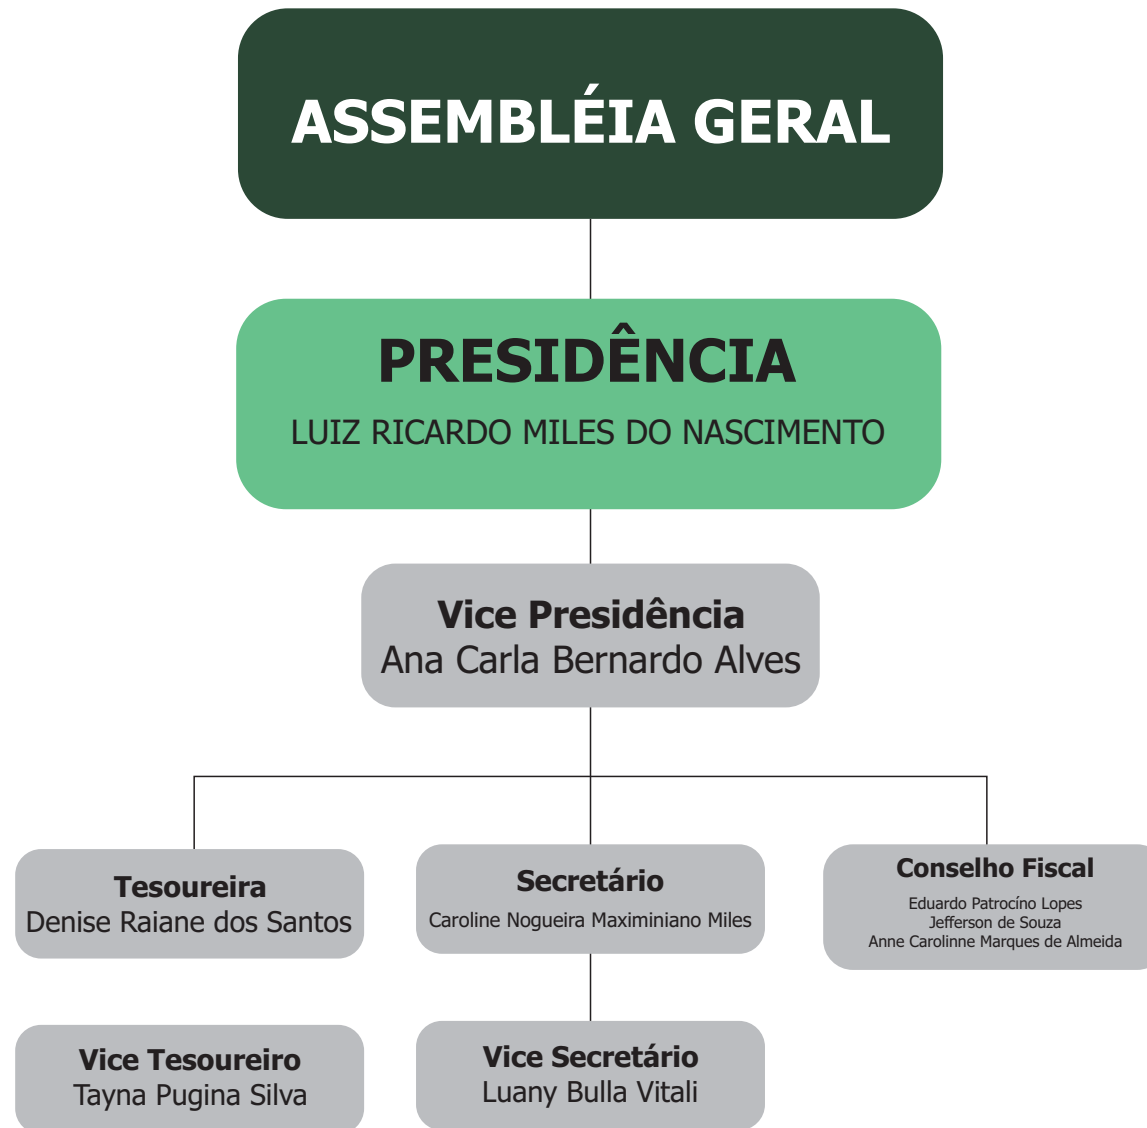 ASSEMBLÉIA GERAL
PRESIDÊNCIA
LUIZ RICARDO MILES DO NASCIMENTO
Vice Presidência
Ana Carla Bernardo Alves
Tesoureira
Denise Raiane dos Santos
Secretário
Caroline Nogueira Maximiniano Miles
Conselho Fiscal
Eduardo Patrocíno Lopes
Jefferson de Souza
Anne Carolinne Marques de Almeida
Vice Tesoureiro
Tayna Pugina Silva
Vice Secretário
Luany Bulla Vitali